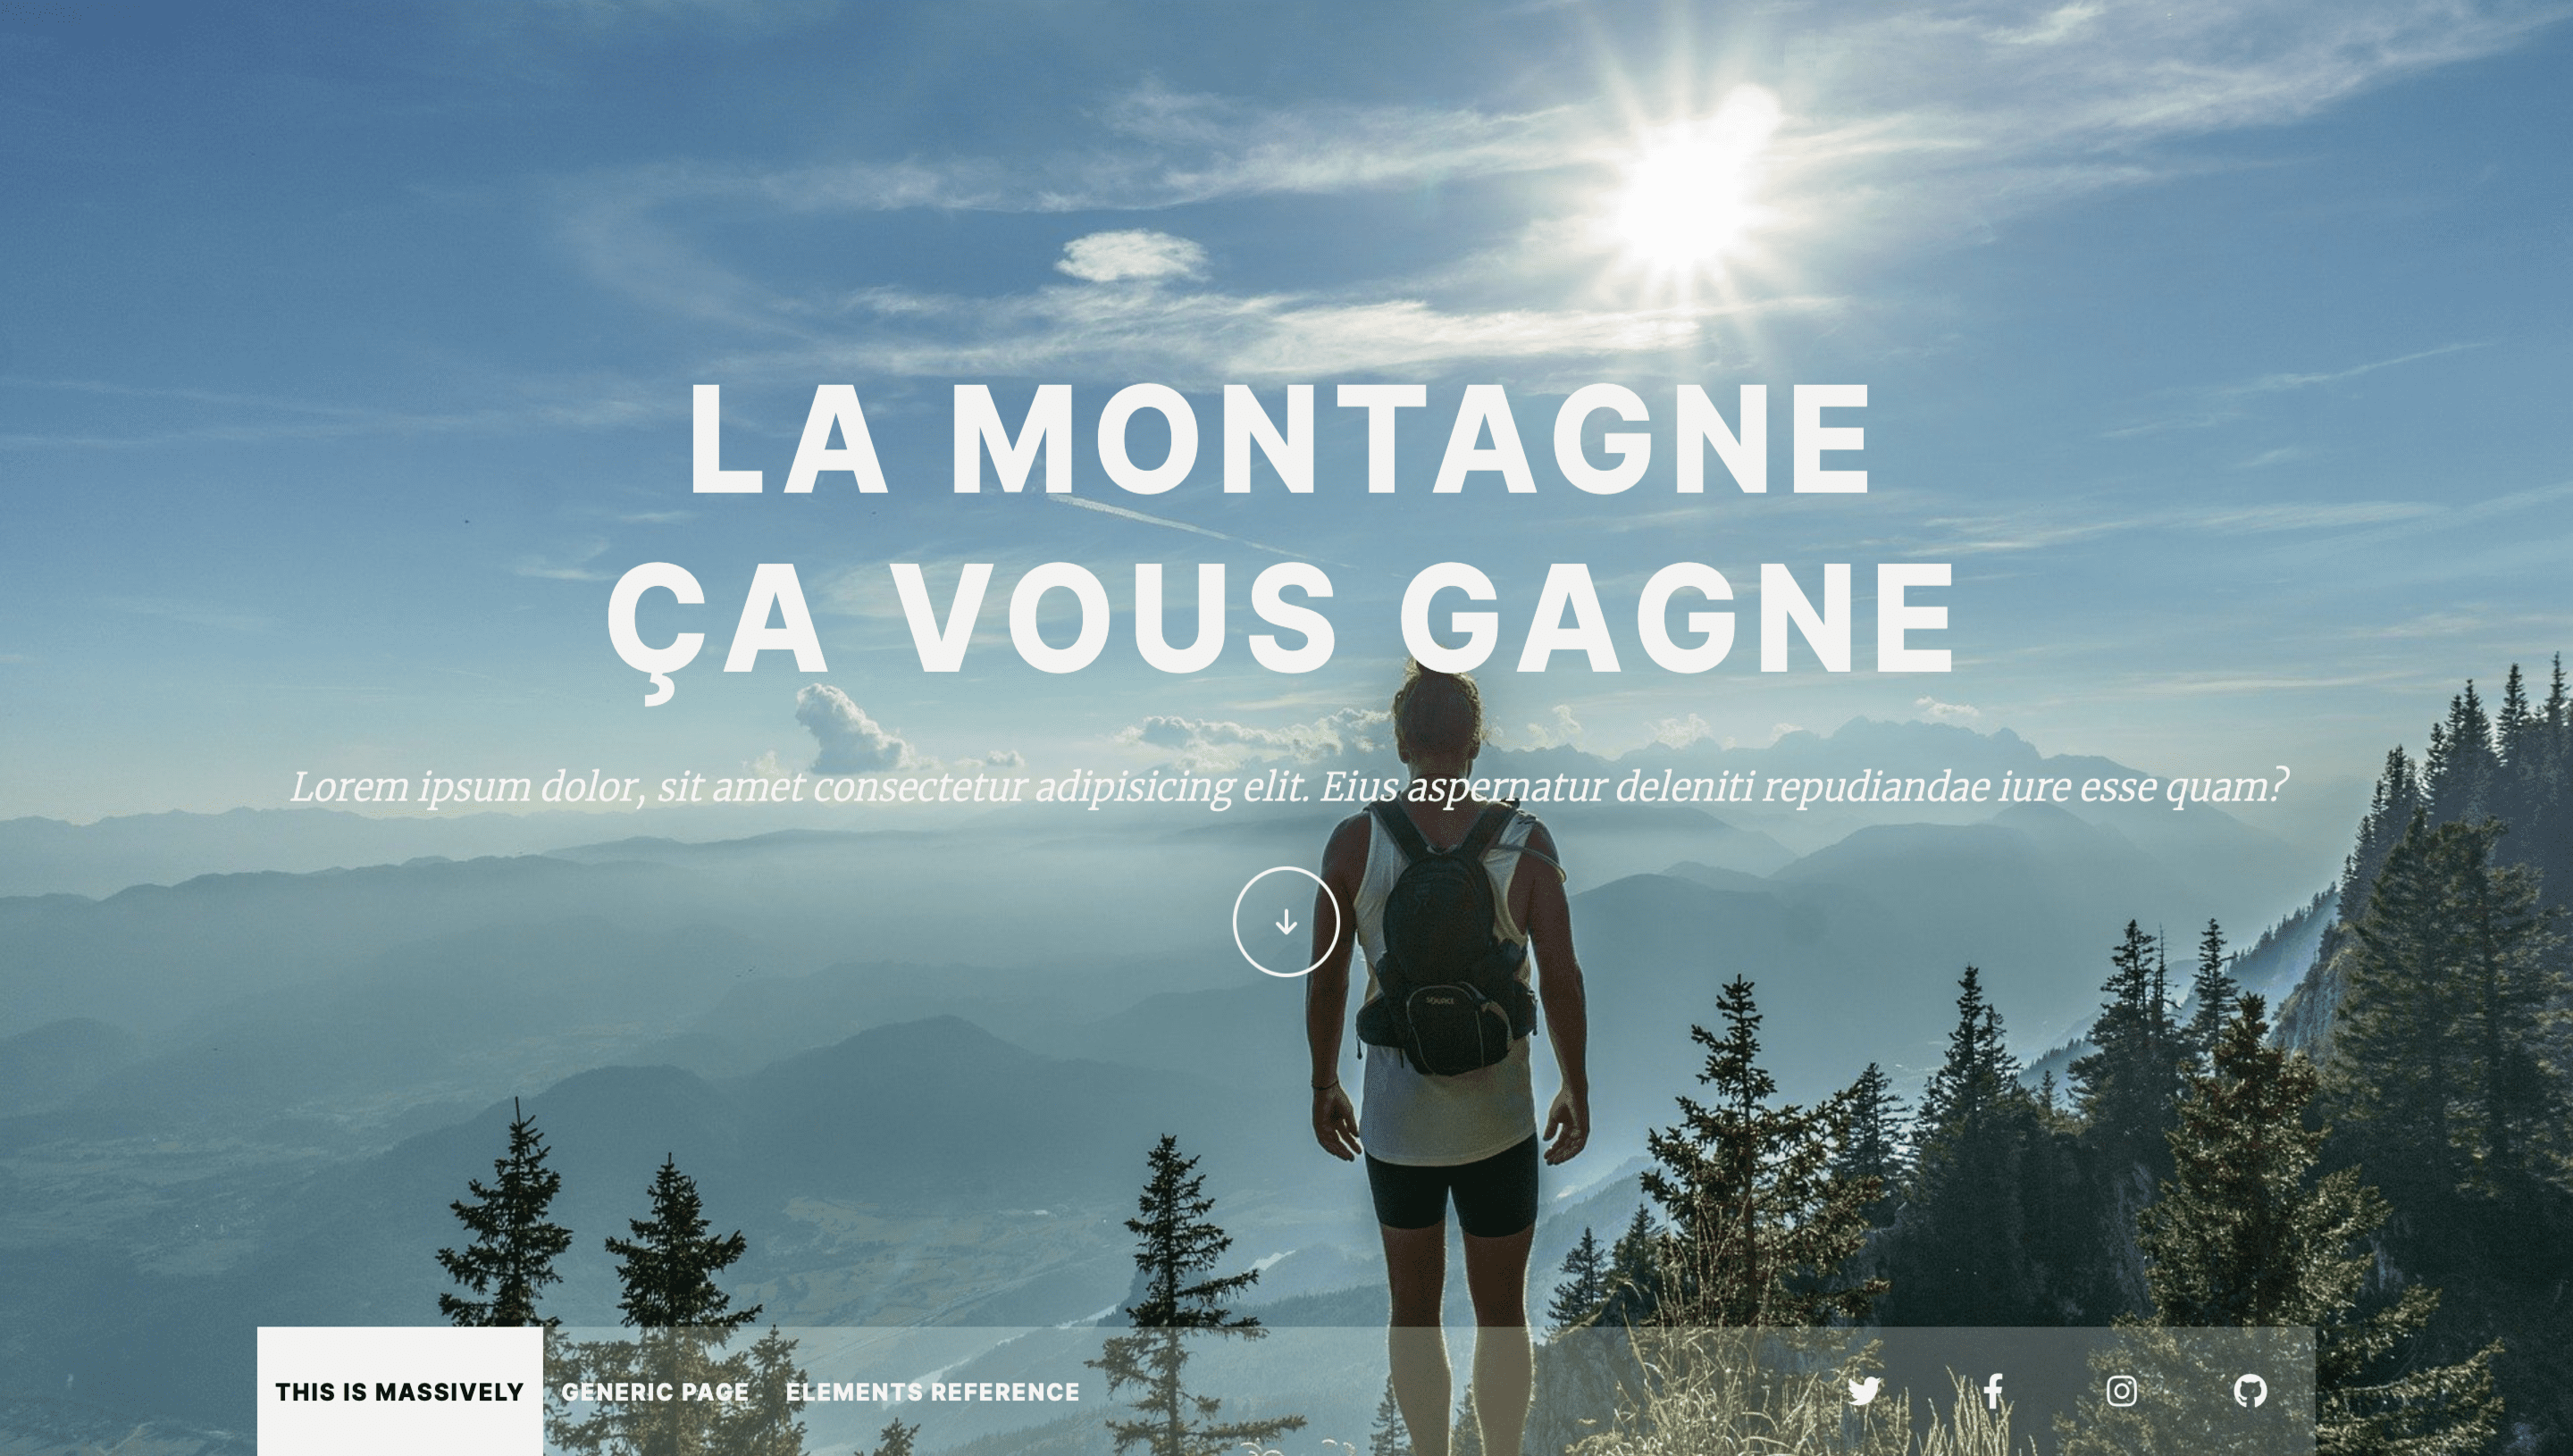 LA MONTAGNE
ÇA VOUS GAGNE
Lorem ipsum dolor, sit amet consectetur adipisicing elit. Eius aspernatur deleniti repudiandae iure esse quam?
SOURCE
THIS IS MASSIVELY GENERIC PAGE ELEMENTS REFERENCE